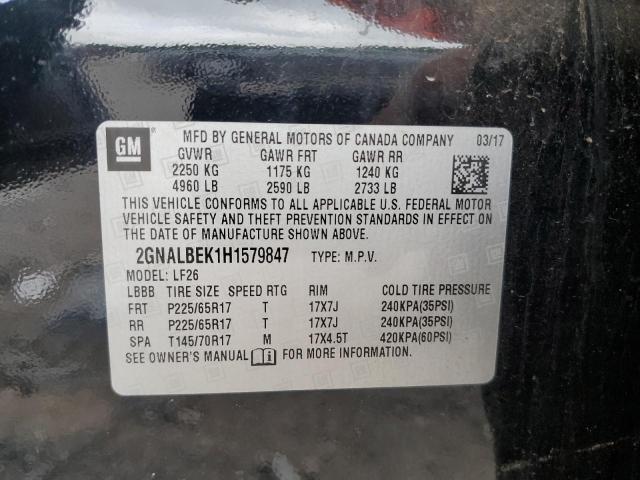 GM
MFD BY GENERAL MOTORS OF CANADA COMPANY 03/17
GVWR GAWR FRT GAWR RR
2250 KG 1175 KG 1240 KG
4960 LB 2590 LB 2733 LB
THIS VEHICLE CONFORMS TO ALL APPLICABLE U.S. FEDERAL MOTOR
VEHICLE SAFETY AND THEFT PREVENTION STANDARDS IN EFFECT ON
THE DATE OF MANUFACTURE SHOWN ABOVE.
2GNALBEK1H1579847 TYPE: M.P.V.
MODEL: LF26
LBBB TIRE SIZE SPEED RTG RIM COLD TIRE PRESSURE
FRT P225/65R17 T 17X7J 240KPA(35PSI)
RR P225/65R17 T 17X7J 240KPA(35PSI)
SPA T145/70R17 M 17X4.5T 420KPA(60PSI)
SEE OWNER'S MANUAL FOR MORE INFORMATION.